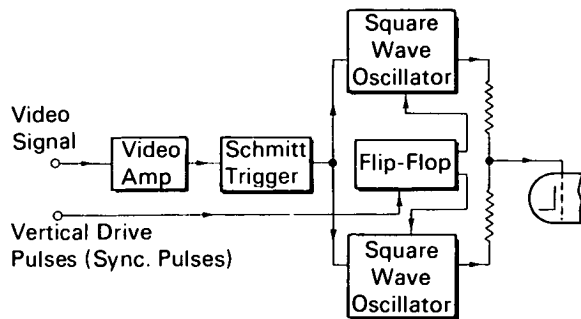 Square
Wave
Oscillator
Video
Signal
Video
Amp
Schmitt
Trigger
Flip-Flop
Vertical Drive
Pulses (Sync. Pulses)
Square
Wave
Oscillator